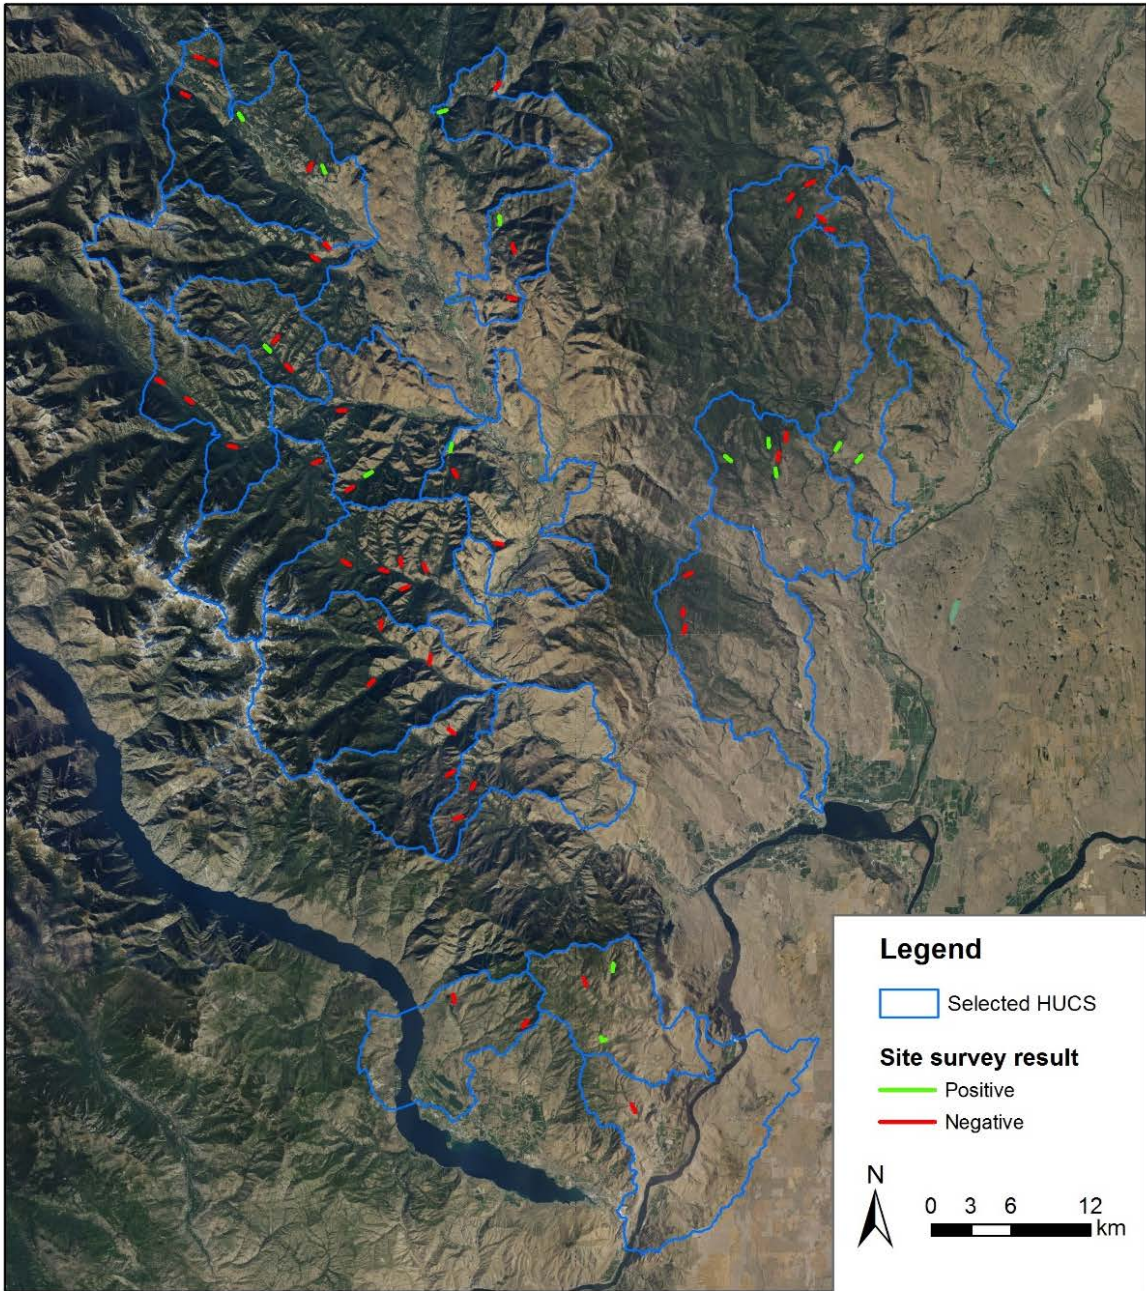 Legend
Selected HUCS
Site survey result
Positive
Negative
N
0 3 6 12
km